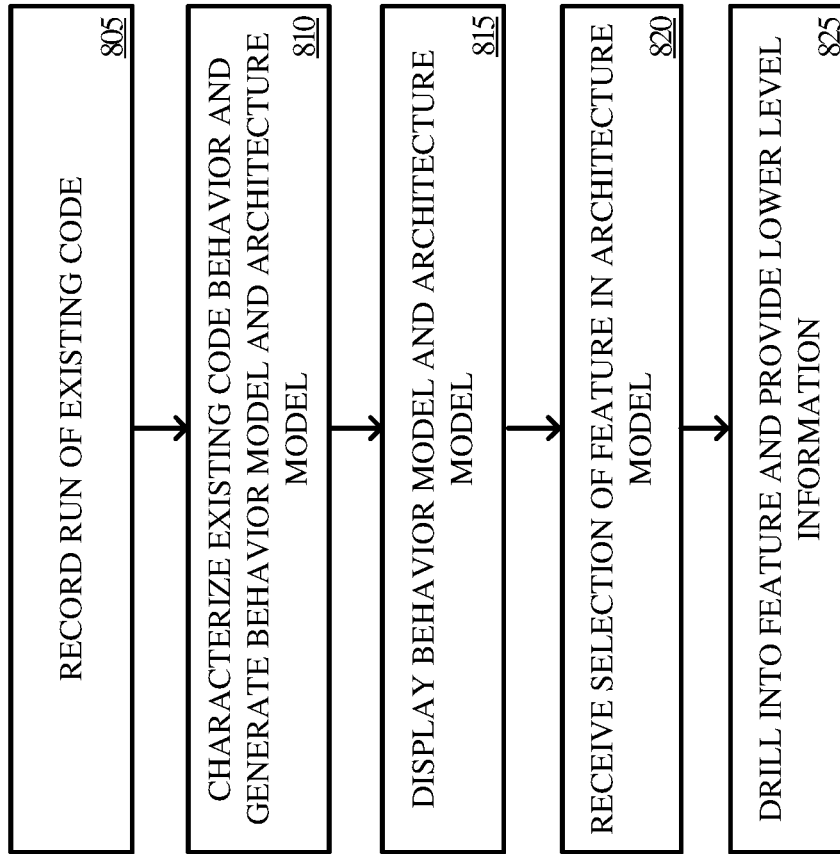 RECORD RUN OF EXISTING CODE
805
CHARACTERIZE EXISTING CODE BEHAVIOR AND
GENERATE BEHAVIOR MODEL AND ARCHITECTURE
MODEL
810
DISPLAY BEHAVIOR MODEL AND ARCHITECTURE
MODEL
815
RECEIVE SELECTION OF FEATURE IN ARCHITECTURE
MODEL
820
DRILL INTO FEATURE AND PROVIDE LOWER LEVEL
INFORMATION
825